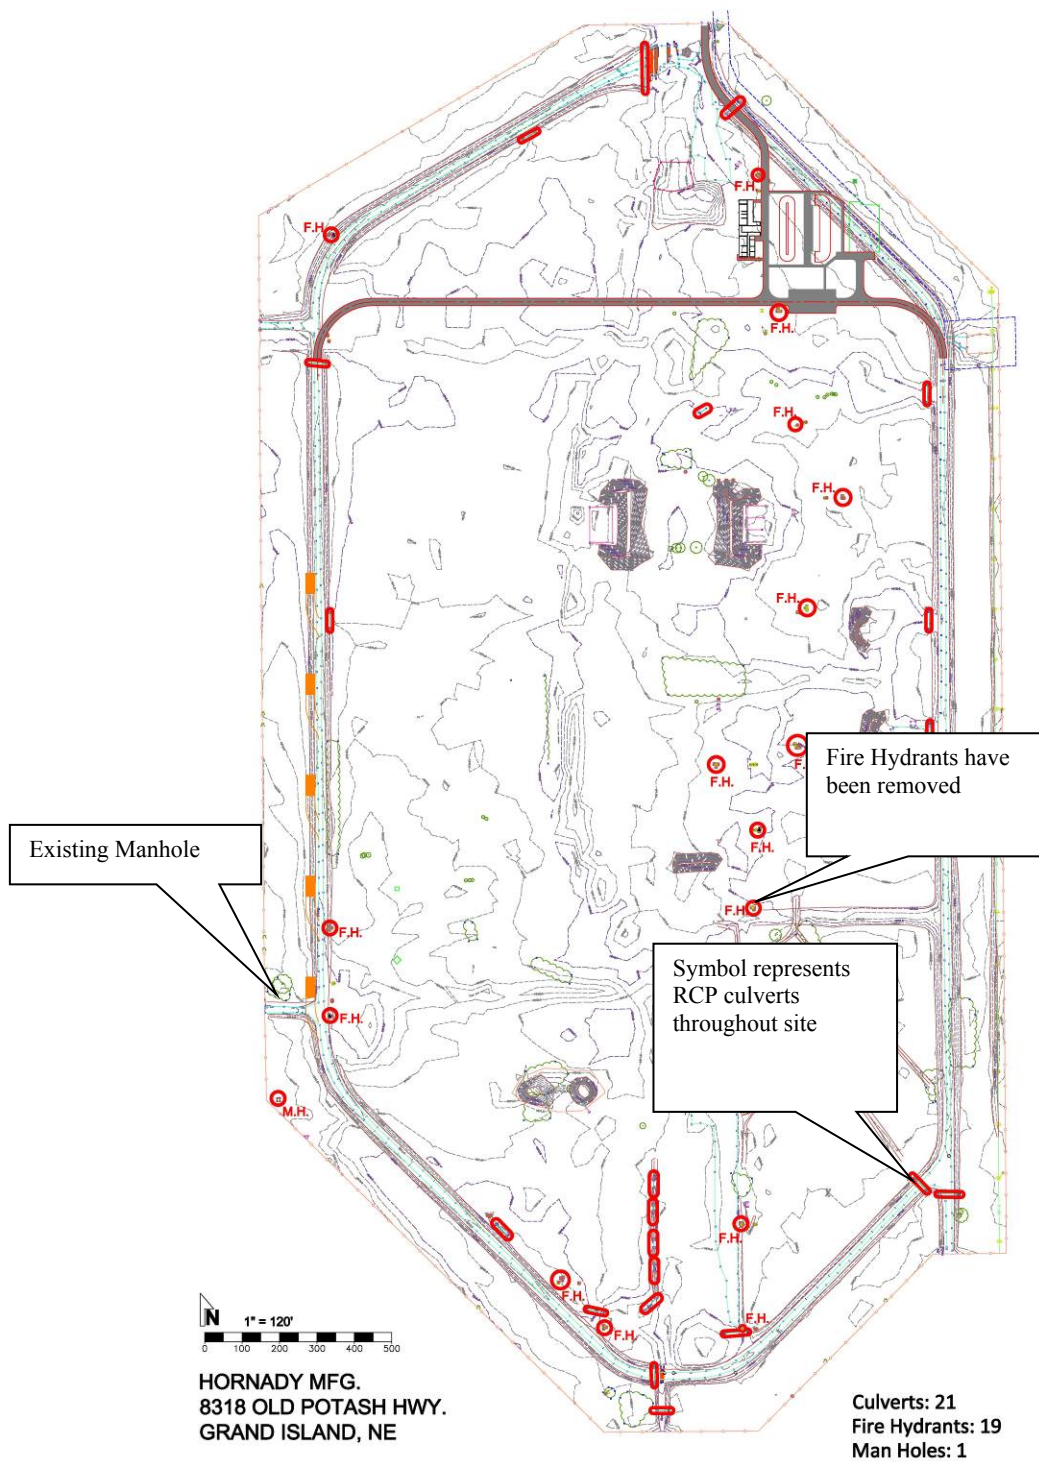 F.H.
F.H.
F.H.
F.H.
F.H.
F.H.
F.H.
F.
Fire Hydrants have
been removed
F.H.
Existing Manhole
F.H.
F.H.
Symbol represents
RCP culverts
throughout site
F.H.
M.H.
F.H.
F.H.
F.H.
F.H.
N
1" = 120'
0 100 200 300 400 500
HORNADY MFG.
8318 OLD POTASH HWY.
GRAND ISLAND, NE
Culverts: 21
Fire Hydrants: 19
Man Holes: 1